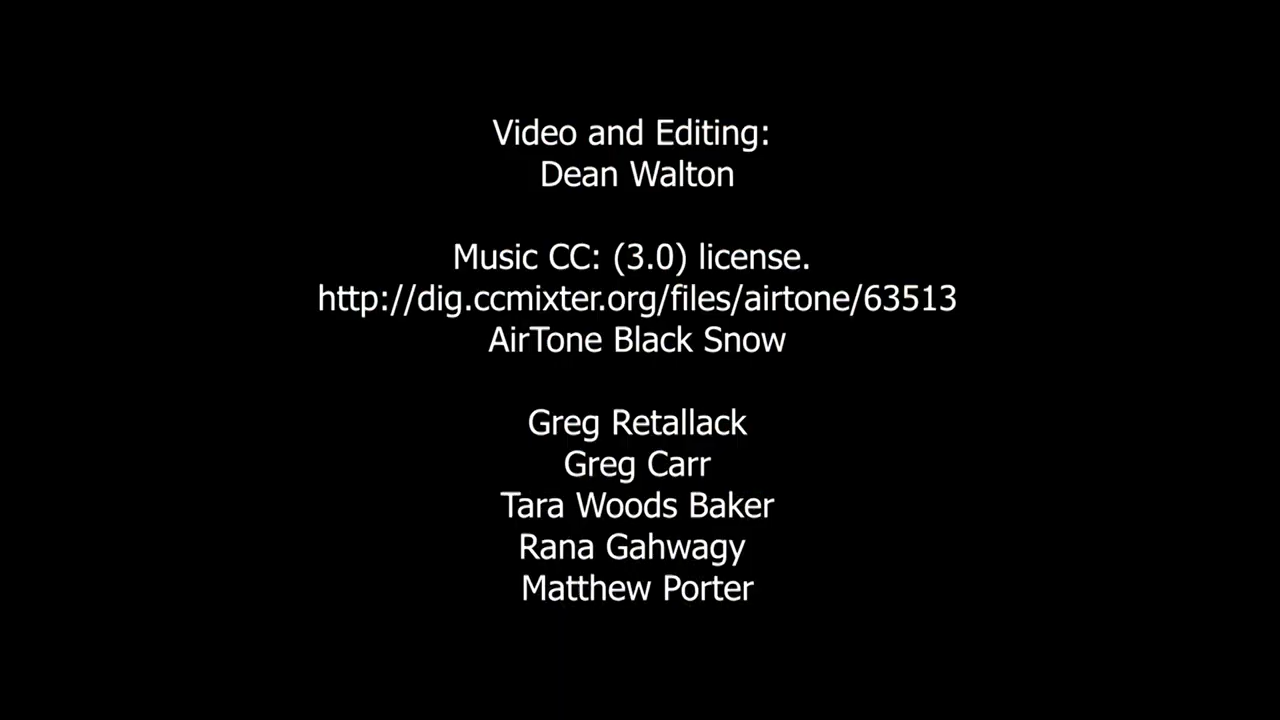 Video and Editing:
Dean Walton
Music CC: (3.0) license.
http://dig.ccmixter.org/files/airtone/63513
AirTone Black Snow
Greg Retallack
Greg Carr
Tara Woods Baker
Rana Gahwagy
Matthew Porter